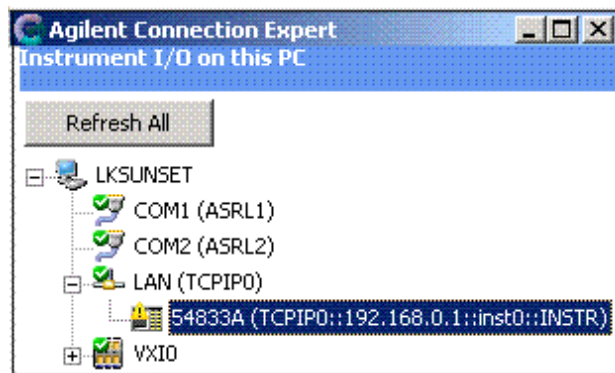 Agilent Connection Expert
Instrument I/O on this PC
Refresh All
LKSUNSET
COM1 (ASRL1)
COM2 (ASRL2)
LAN (TCPIP0)
54833A (TCPIP0::192.168.0.1::inst0::INSTR)
VXI0